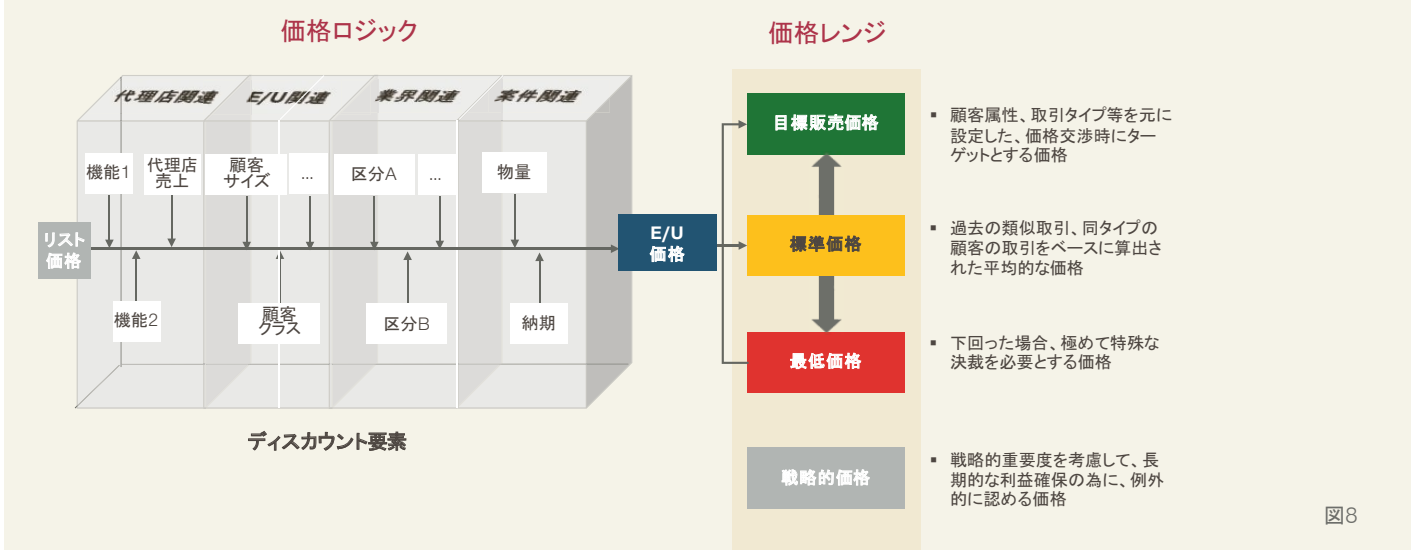 価格ロジック
価格レンジ
代理店関連
E/U関連
業界関連
案件関連
機能1
代理店
売上
顧客
サイズ
...
区分A
...
物量
リスト
価格
機能2
顧客
クラス
区分B
納期
ディスカウント要素
E/U
価格
目標販売価格
▪ 顧客属性、取引タイプ等を元に
設定した、価格交渉時にター
ゲットとする価格
標準価格
▪ 過去の類似取引、同タイプの
顧客の取引をベースに算出さ
れた平均的な価格
最低価格
▪ 下回った場合、極めて特殊な
決裁を必要とする価格
戦略的価格
▪ 戦略的重要度を考慮して、長
期的な利益確保の為に、例外
的に認める価格
図8